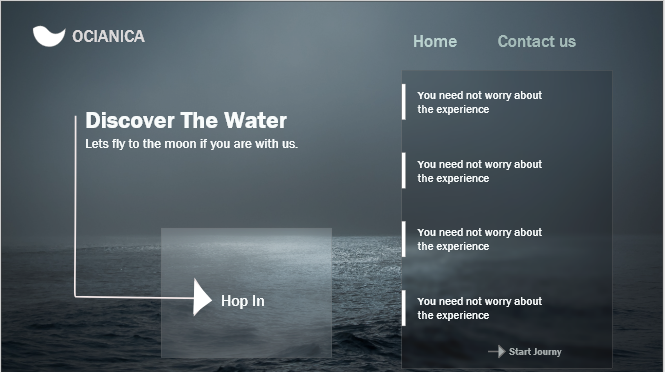 OCIANICA
Home
Contact us
Discover The Water
Lets fly to the moon if you are with us.
Hop In
You need not worry about
the experience
You need not worry about
the experience
You need not worry about
the experience
You need not worry about
the experience
Start Journy